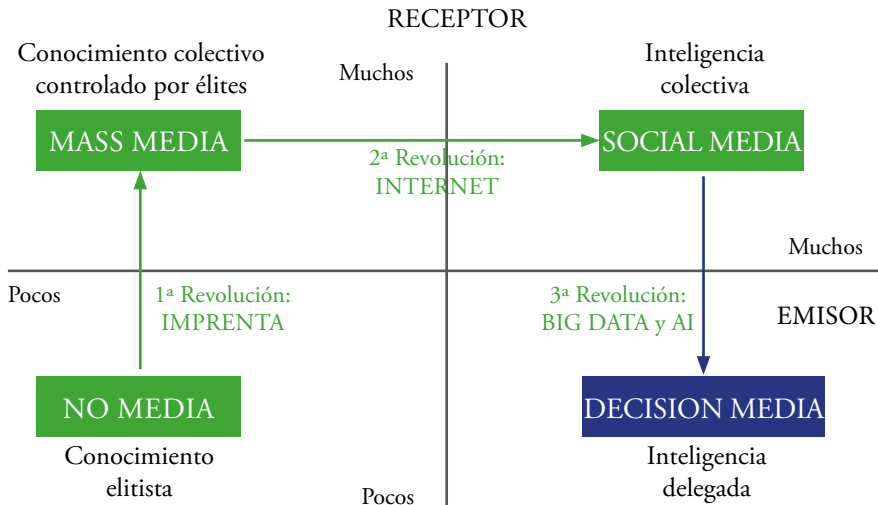 RECEPTOR
Conocimiento colectivo
controlado por élites
Muchos
Inteligencia
colectiva
MASS MEDIA
SOCIAL MEDIA
2ª Revolución:
INTERNET
Muchos
Pocos
1ª Revolución:
IMPRENTA
3ª Revolución:
BIG DATA y AI
EMISOR
NO MEDIA
DECISION MEDIA
Conocimiento
elitista
Inteligencia
delegada
Pocos